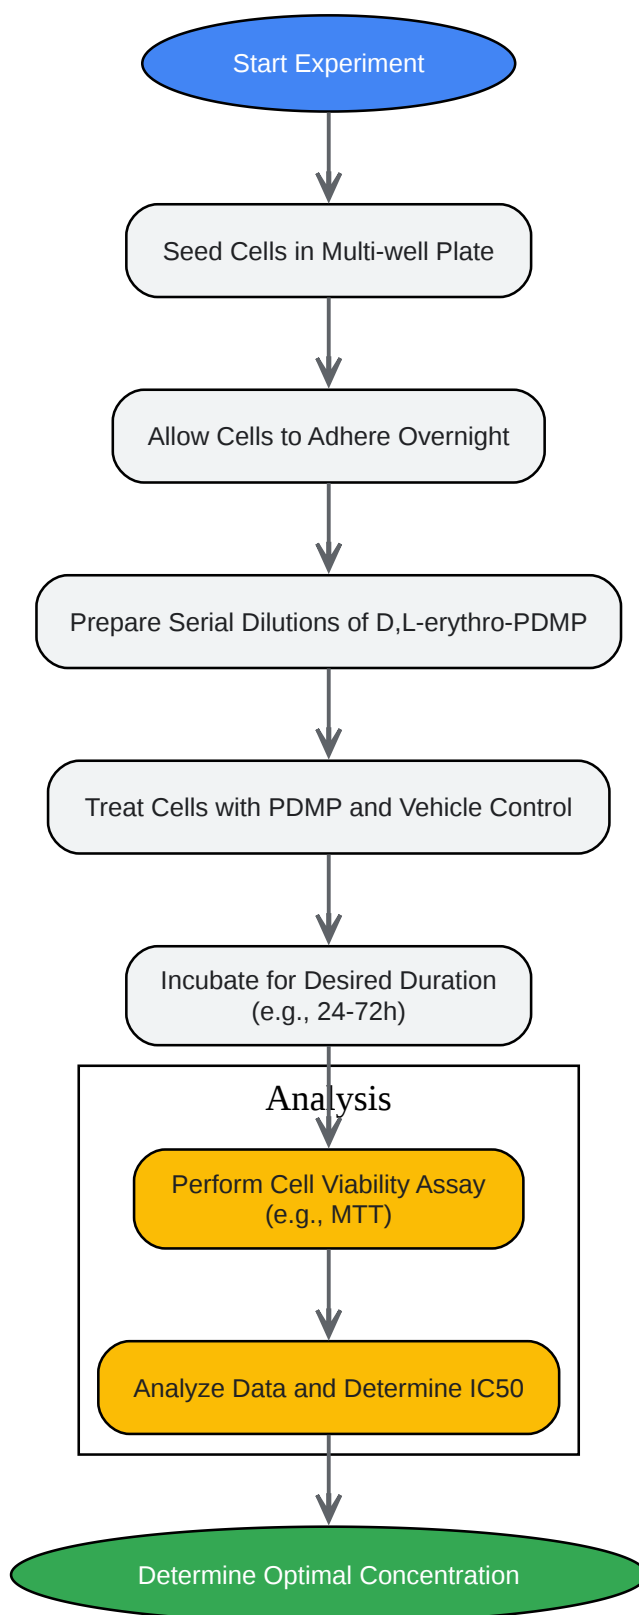 Start Experiment
Seed Cells in Multi-well Plate
Allow Cells to Adhere Overnight
Prepare Serial Dilutions of D,L-erythro-PDMP
Treat Cells with PDMP and Vehicle Control
Incubate for Desired Duration
(e.g., 24-72h)
Analysis
Perform Cell Viability Assay
(e.g., MTT)
Analyze Data and Determine IC50
Determine Optimal Concentration